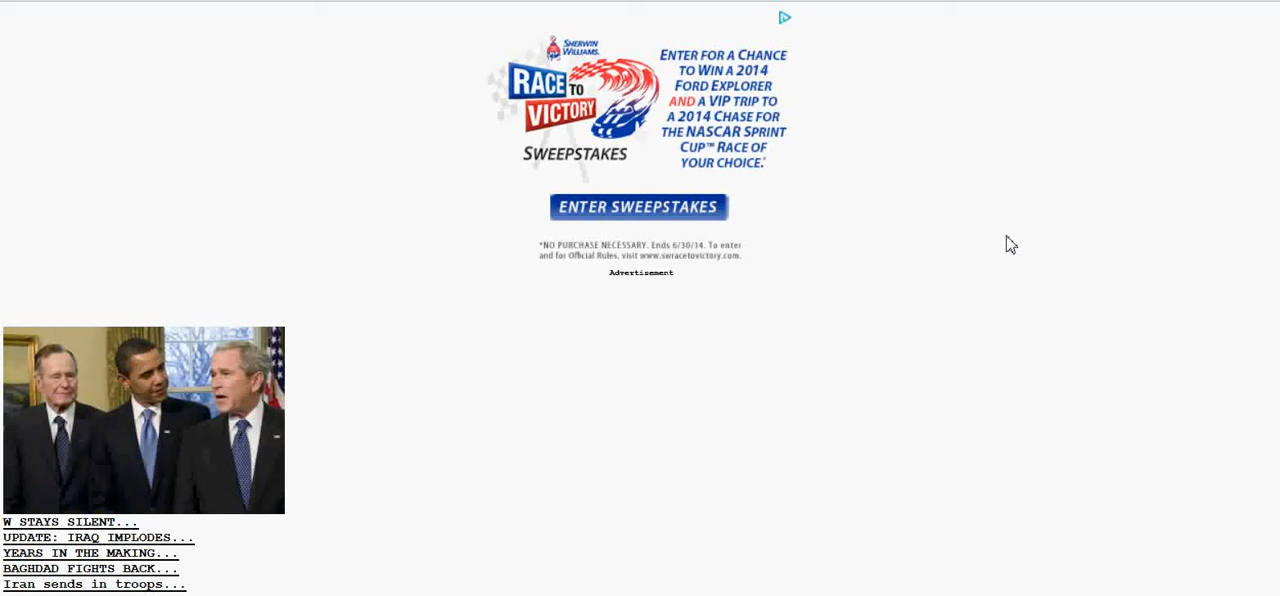 SHERWIN
WILLIAMS.
RACE TO
VICTORY
SWEEPSTAKES
ENTER FOR A CHANCE
TO WIN A 2014
FORD EXPLORER
AND A VIP TRIP TO
A 2014 CHASE FOR
THE NASCAR SPRINT
CUP™ RACE OF
YOUR CHOICE.*
ENTER SWEEPSTAKES
*NO PURCHASE NECESSARY. Ends 6/30/14. To enter
and for Official Rules, visit www.swracetovictory.com.
Advertisement
W STAYS SILENT...
UPDATE: IRAQ IMPLODES...
YEARS IN THE MAKING...
BAGHDAD FIGHTS BACK...
Iran sends in troops...